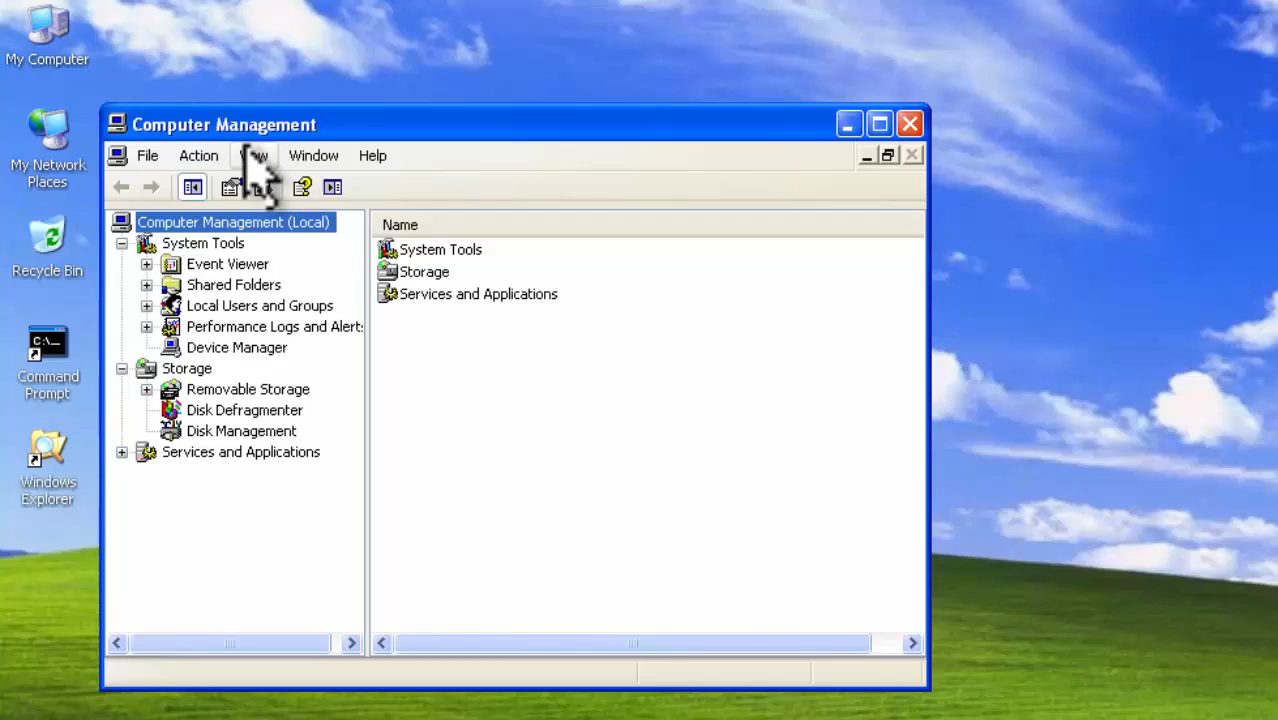 My Computer
My Network
Places
Recycle Bin
C:\...
Command
Prompt
Windows
Explorer
Computer Management
File Action Window Help
Computer Management (Local)
System Tools
Event Viewer
Shared Folders
Local Users and Groups
Performance Logs and Alert
Device Manager
Storage
Removable Storage
Disk Defragmenter
Disk Management
Services and Applications
Name
System Tools
Storage
Services and Applications